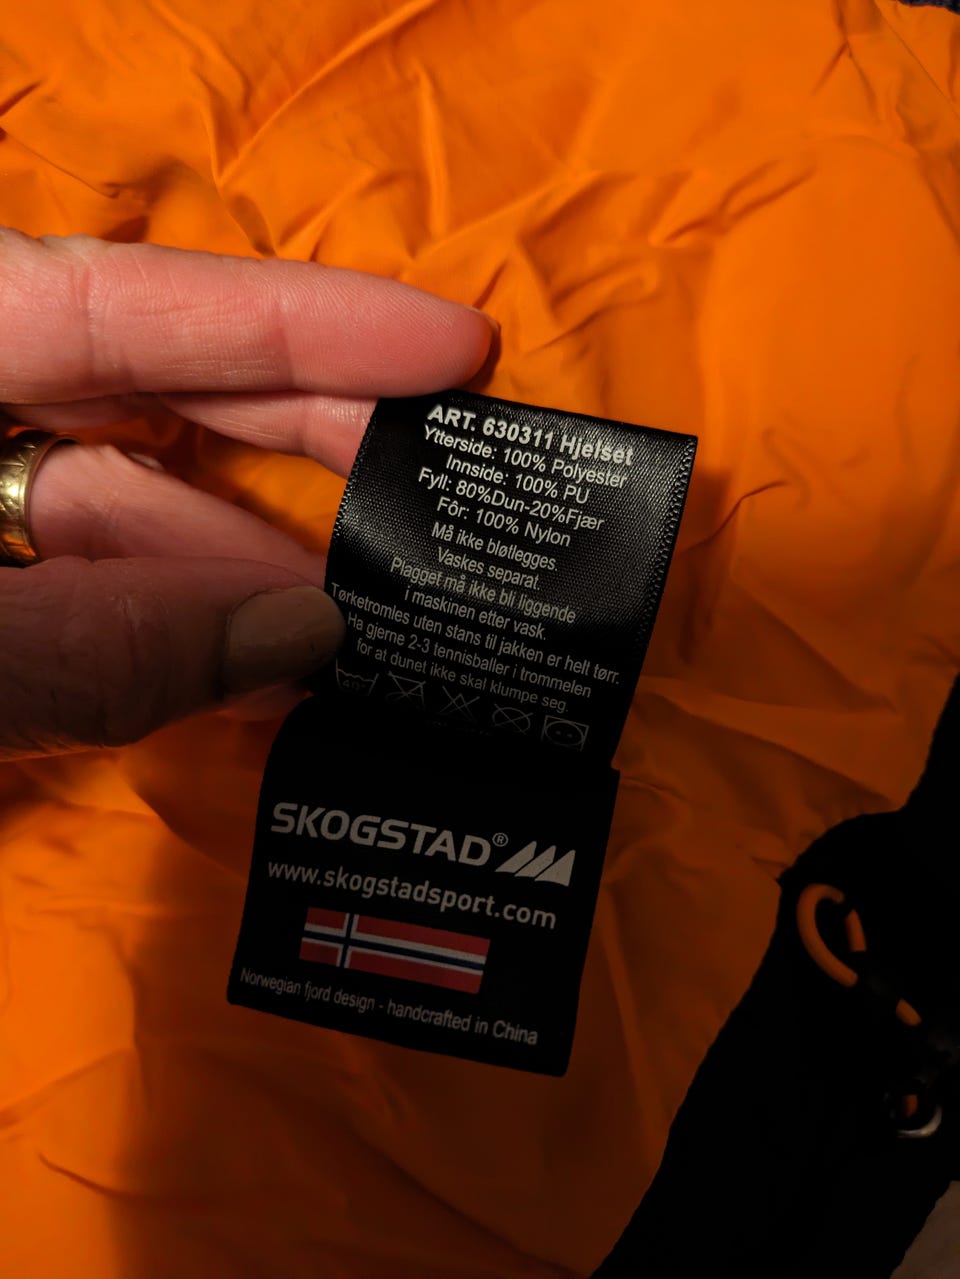 ART. 630311 Hjelset
Ytterside: 100% Polyester
Innside: 100% PU
Fyll: 80%Dun-20%Fjær
Fôr: 100% Nylon
Må ikke bløtlegges.
Vaskes separat.
Plagget må ikke bli liggende
i maskinen etter vask.
Tørketromles uten stans til jakken er helt tørr.
Ha gjerne 2-3 tennisballer i trommelen
for at dunet ikke skal klumpe seg.
40°
SKOGSTAD®
www.skogstadsport.com
Norwegian fjord design - handcrafted in China